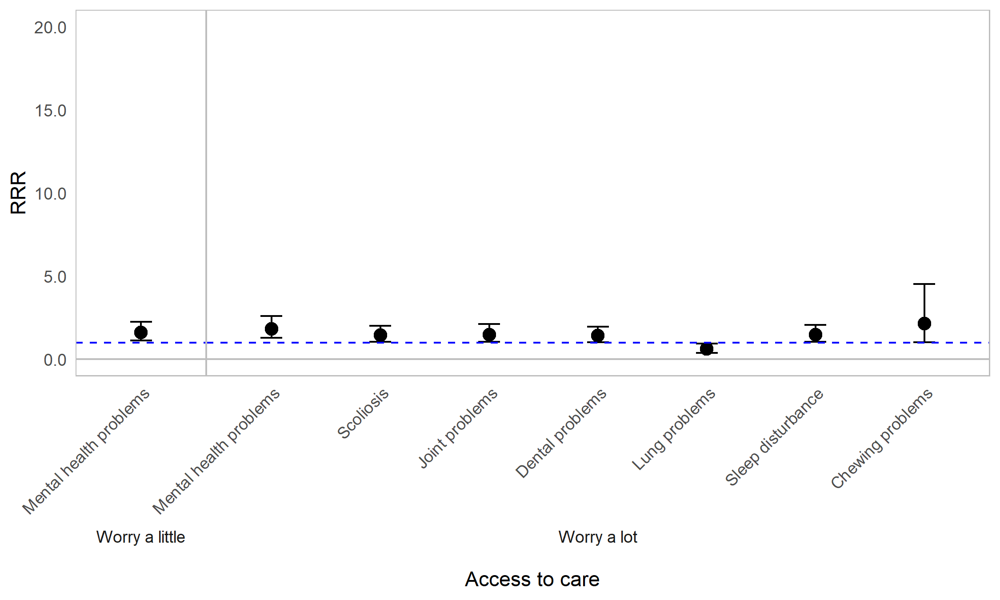 20.0
15.0
10.0
5.0
0.0
RRR
Mental health problems
Mental health problems
Scoliosis
Joint problems
Dental problems
Lung problems
Sleep disturbance
Chewing problems
Worry a little
Worry a lot
Access to care